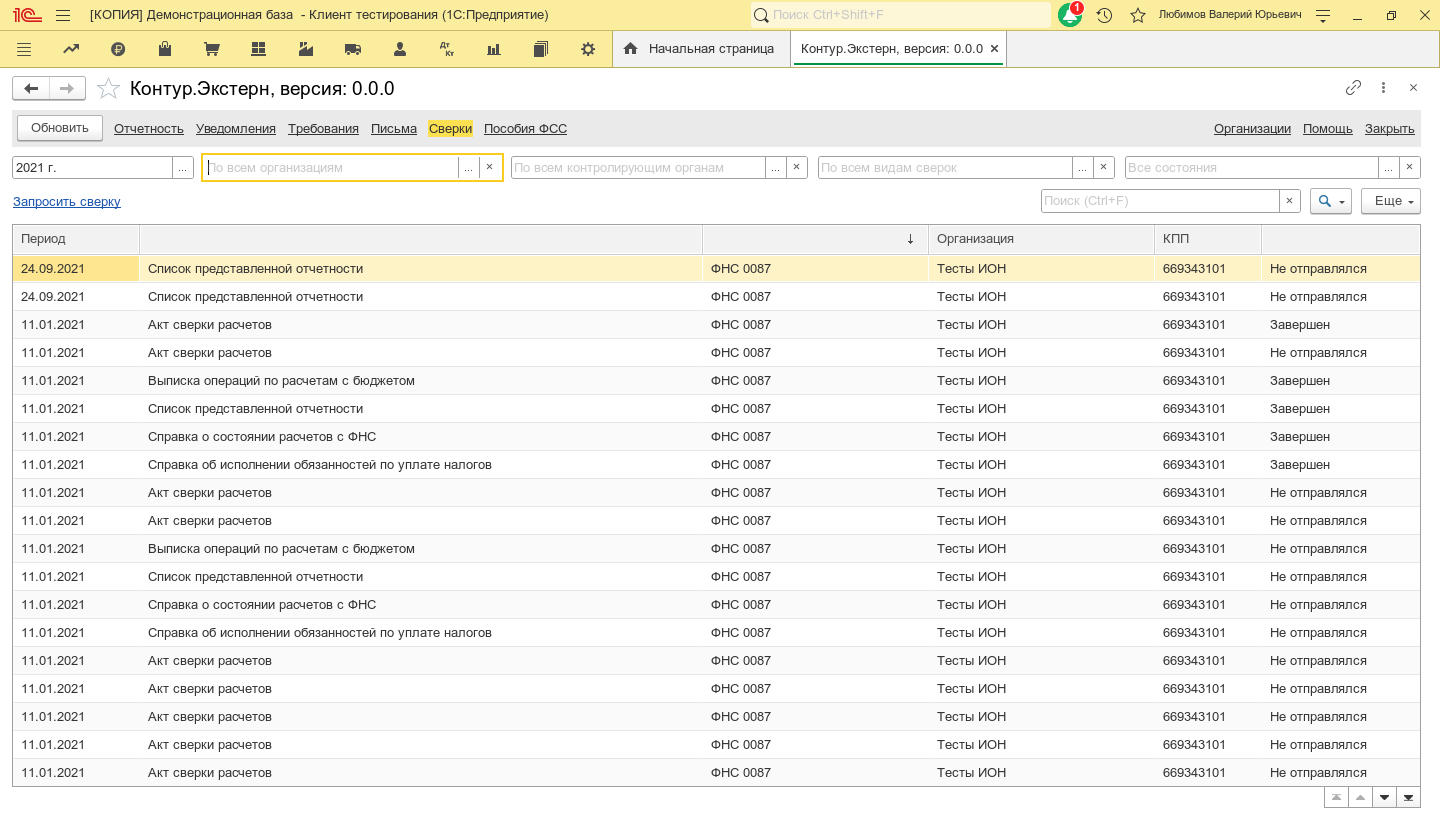 [КОПИЯ] Демонстрационная база - Клиент тестирования (1С:Предприятие) Поиск Ctrl+Shift+F 1 Любимов Валерий Юрьевич
Дт Кт Начальная страница Контур.Экстерн, версия: 0.0.0 ×
Контур.Экстерн, версия: 0.0.0
Обновить Отчетность Уведомления Требования Письма Сверки Пособия ФСС Организации Помощь Закрыть
2021 г. ... По всем организациям ... × По всем контролирующим органам ... × По всем видам сверок ... × Все состояния ... ×
Запросить сверку Поиск (Ctrl+F) × Еще
Период ↓ Организация КПП
24.09.2021 Список представленной отчетности ФНС 0087 Тесты ИОН 669343101 Не отправлялся
24.09.2021 Список представленной отчетности ФНС 0087 Тесты ИОН 669343101 Не отправлялся
11.01.2021 Акт сверки расчетов ФНС 0087 Тесты ИОН 669343101 Завершен
11.01.2021 Акт сверки расчетов ФНС 0087 Тесты ИОН 669343101 Не отправлялся
11.01.2021 Выписка операций по расчетам с бюджетом ФНС 0087 Тесты ИОН 669343101 Завершен
11.01.2021 Список представленной отчетности ФНС 0087 Тесты ИОН 669343101 Завершен
11.01.2021 Справка о состоянии расчетов с ФНС ФНС 0087 Тесты ИОН 669343101 Завершен
11.01.2021 Справка об исполнении обязанностей по уплате налогов ФНС 0087 Тесты ИОН 669343101 Завершен
11.01.2021 Акт сверки расчетов ФНС 0087 Тесты ИОН 669343101 Не отправлялся
11.01.2021 Акт сверки расчетов ФНС 0087 Тесты ИОН 669343101 Не отправлялся
11.01.2021 Выписка операций по расчетам с бюджетом ФНС 0087 Тесты ИОН 669343101 Не отправлялся
11.01.2021 Список представленной отчетности ФНС 0087 Тесты ИОН 669343101 Не отправлялся
11.01.2021 Справка о состоянии расчетов с ФНС ФНС 0087 Тесты ИОН 669343101 Не отправлялся
11.01.2021 Справка об исполнении обязанностей по уплате налогов ФНС 0087 Тесты ИОН 669343101 Не отправлялся
11.01.2021 Акт сверки расчетов ФНС 0087 Тесты ИОН 669343101 Не отправлялся
11.01.2021 Акт сверки расчетов ФНС 0087 Тесты ИОН 669343101 Не отправлялся
11.01.2021 Акт сверки расчетов ФНС 0087 Тесты ИОН 669343101 Не отправлялся
11.01.2021 Акт сверки расчетов ФНС 0087 Тесты ИОН 669343101 Не отправлялся
11.01.2021 Акт сверки расчетов ФНС 0087 Тесты ИОН 669343101 Не отправлялся